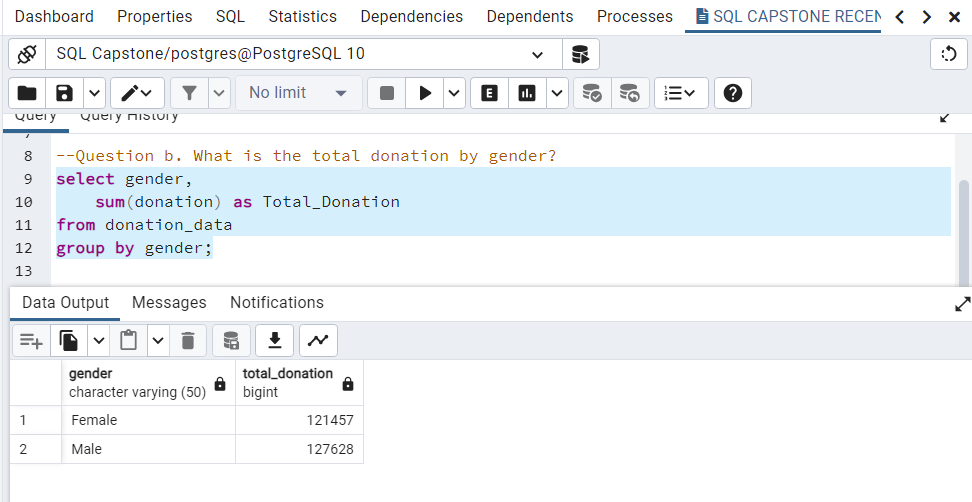 Dashboard Properties SQL Statistics Dependencies Dependents Processes SQL CAPSTONE RECEN
SQL Capstone/postgres@PostgreSQL 10
No limit E
Query Query History
7
8 --Question b. What is the total donation by gender?
9 select gender,
10 sum(donation) as Total_Donation
11 from donation_data
12 group by gender;
13
Data Output Messages Notifications
gender total_donation
character varying (50) bigint
1 Female 121457
2 Male 127628